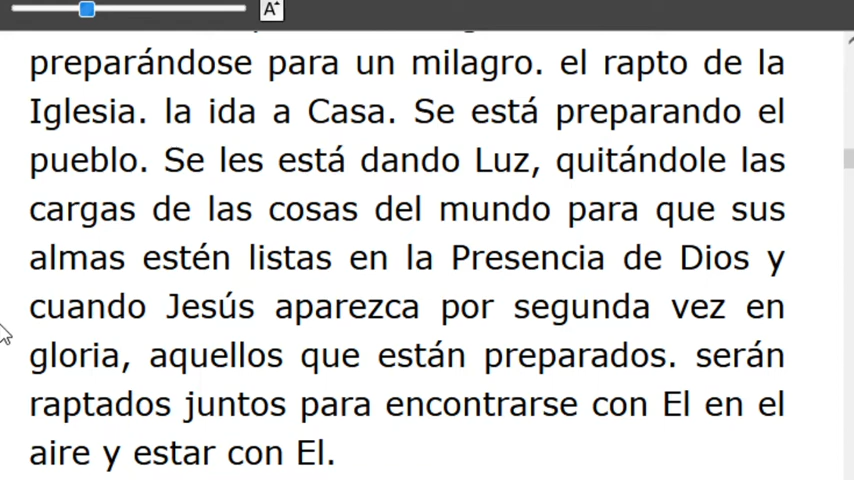 A
preparándose para un milagro. el rapto de la
Iglesia. la ida a Casa. Se está preparando el
pueblo. Se les está dando Luz, quitándole las
cargas de las cosas del mundo para que sus
almas estén listas en la Presencia de Dios y
cuando Jesús aparezca por segunda vez en
gloria, aquellos que están preparados. serán
raptados juntos para encontrarse con El en el
aire y estar con El.